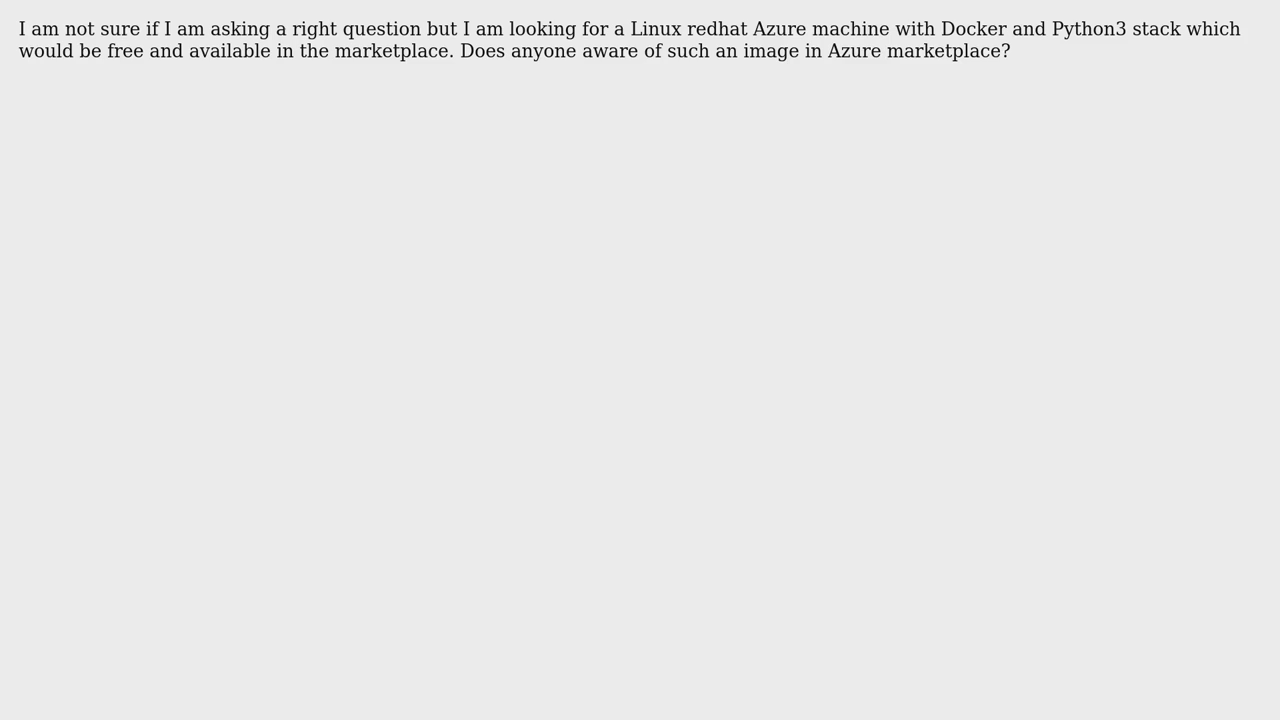 I am not sure if I am asking a right question but I am looking for a Linux redhat Azure machine with Docker and Python3 stack which
would be free and available in the marketplace. Does anyone aware of such an image in Azure marketplace?